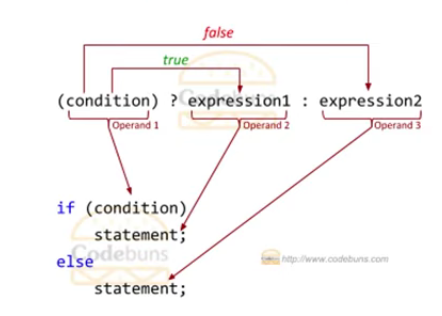 false
true
(condition) ? expression1 : expression2
Operand 1 Operand 2 Operand 3
if (condition)
statement;
Codebuns
else
http://www.codebuns.com
statement;